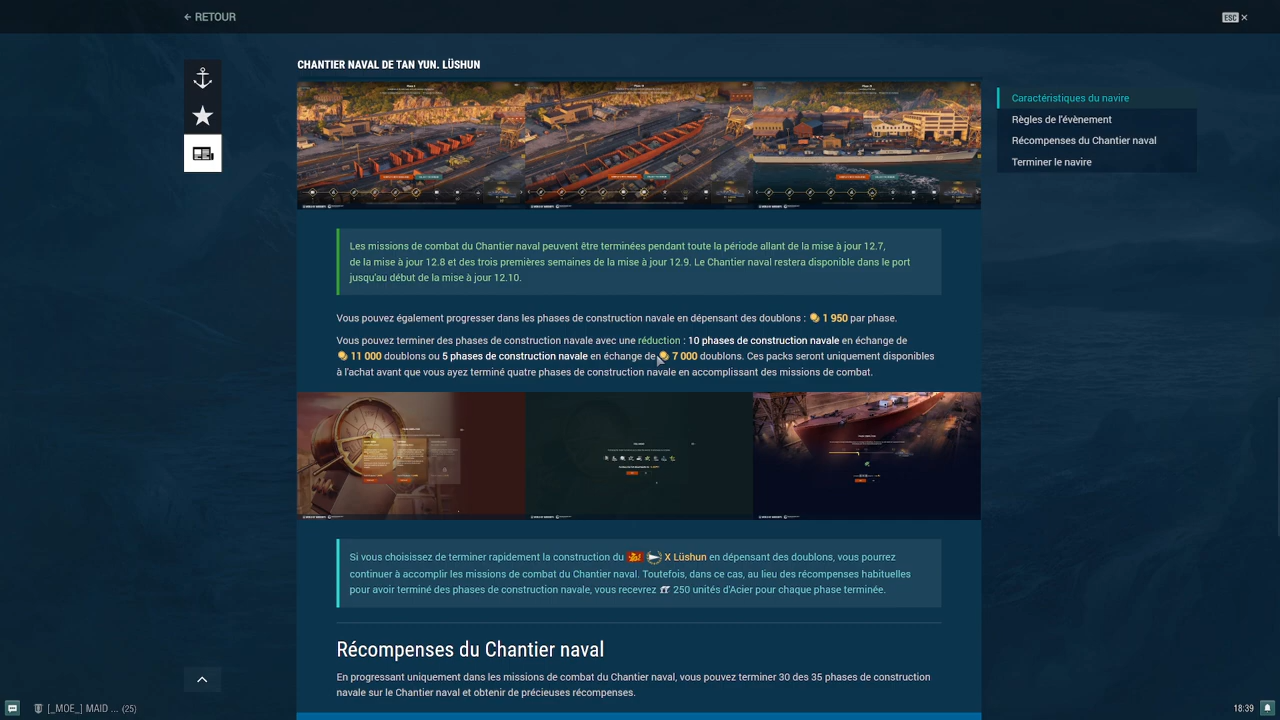 ← RETOUR
ESC ×
CHANTIER NAVAL DE TAN YUN. LÜSHUN
Caractéristiques du navire
Règles de l'évènement
Récompenses du Chantier naval
Terminer le navire
Les missions de combat du Chantier naval peuvent être terminées pendant toute la période allant de la mise à jour 12.7,
de la mise à jour 12.8 et des trois premières semaines de la mise à jour 12.9. Le Chantier naval restera disponible dans le port
jusqu'au début de la mise à jour 12.10.
Vous pouvez également progresser dans les phases de construction navale en dépensant des doublons : 1 950 par phase.
Vous pouvez terminer des phases de construction navale avec une réduction : 10 phases de construction navale en échange de
11 000 doublons ou 5 phases de construction navale en échange de 7 000 doublons. Ces packs seront uniquement disponibles
à l'achat avant que vous ayez terminé quatre phases de construction navale en accomplissant des missions de combat.
Si vous choisissez de terminer rapidement la construction du X Lüshun en dépensant des doublons, vous pourrez
continuer à accomplir les missions de combat du Chantier naval. Toutefois, dans ce cas, au lieu des récompenses habituelles
pour avoir terminé des phases de construction navale, vous recevrez 250 unités d'Acier pour chaque phase terminée.
Récompenses du Chantier naval
En progressant uniquement dans les missions de combat du Chantier naval, vous pouvez terminer 30 des 35 phases de construction
navale sur le Chantier naval et obtenir de précieuses récompenses.
[_MOE_] MAID ... (25)
18:39